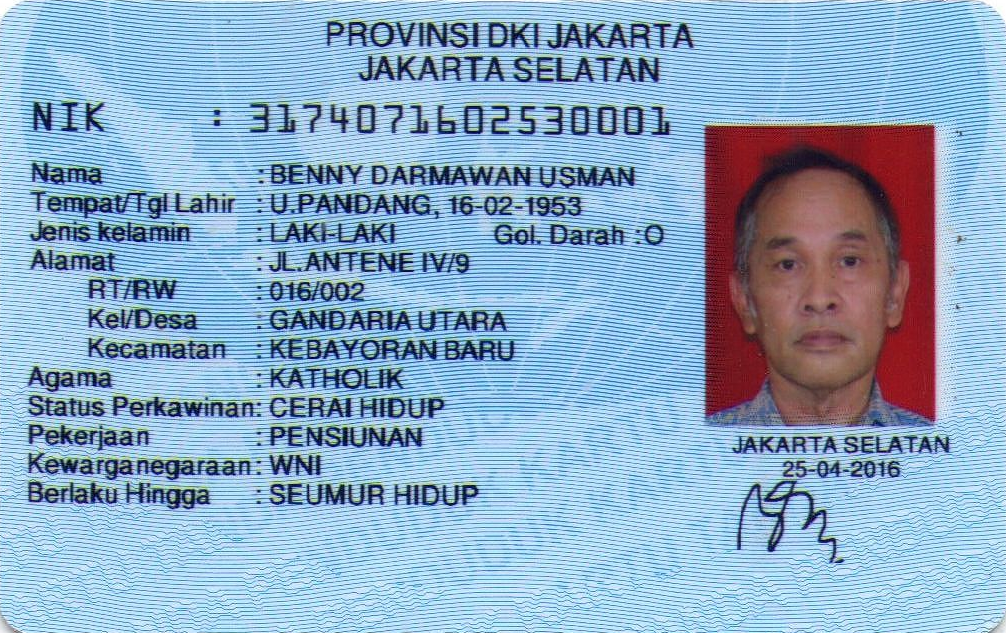 PROVINSI DKI JAKARTA
JAKARTA SELATAN
NIK : 3174071602530001
Nama : BENNY DARMAWAN USMAN
Tempat/Tgl Lahir : U.PANDANG, 16-02-1953
Jenis kelamin : LAKI-LAKI Gol. Darah : O
Alamat : JL.ANTENE IV/9
RT/RW : 016/002
Kel/Desa : GANDARIA UTARA
Kecamatan : KEBAYORAN BARU
Agama : KATHOLIK
Status Perkawinan: CERAI HIDUP
Pekerjaan : PENSIUNAN
Kewarganegaraan: WNI
Berlaku Hingga : SEUMUR HIDUP
JAKARTA SELATAN
25-04-2016